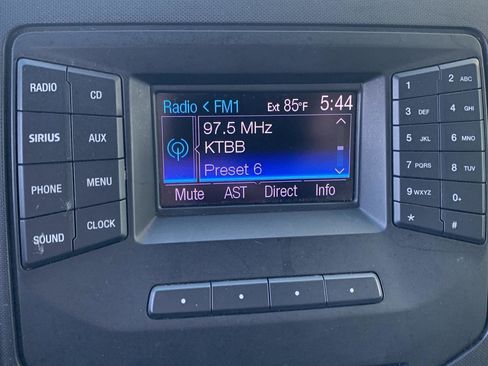 RADIO
CD
SIRIUS
AUX
PHONE
MENU
SOUND
CLOCK
Radio < FM1 Ext 85°F 5:44
97.5 MHz
KTBB
Preset 6
Mute AST Direct Info
1
2 ABC
3 DEF
4 GHI
5 JKL
6 MNO
7 PQRS
8 TUV
9 WXYZ
0+
*
#